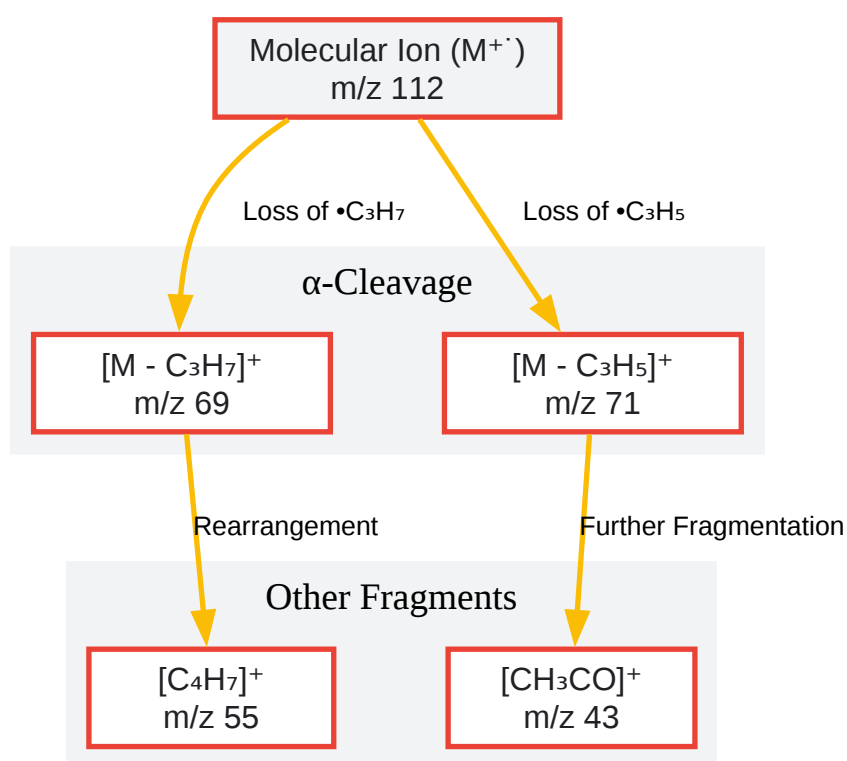 Molecular Ion (M⁺˙)
m/z 112
Loss of •C₃H₇
Loss of •C₃H₅
α-Cleavage
[M - C₃H₇]⁺
m/z 69
[M - C₃H₅]⁺
m/z 71
Rearrangement
Further Fragmentation
Other Fragments
[C₄H₇]⁺
m/z 55
[CH₃CO]⁺
m/z 43